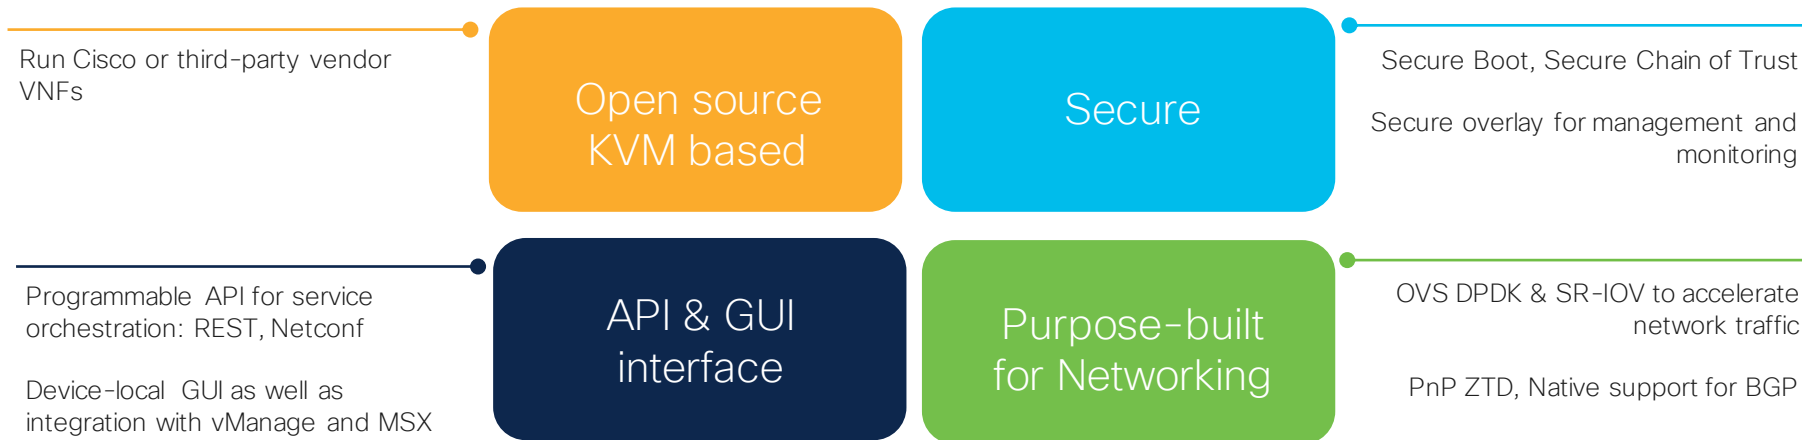 Run Cisco or third-party vendor
VNFs
Open source
KVM based
Secure
Secure Boot, Secure Chain of Trust
Secure overlay for management and
monitoring
Programmable API for service
orchestration: REST, Netconf
Device-local GUI as well as
integration with vManage and MSX
API & GUI
interface
Purpose-built
for Networking
OVS DPDK & SR-IOV to accelerate
network traffic
PnP ZTD, Native support for BGP